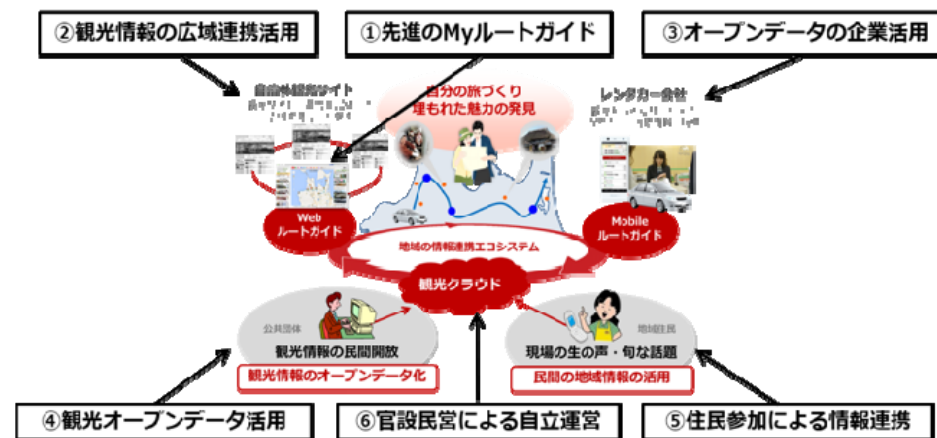 ②観光情報の広域連携活用
①先進のMyルートガイド
③オープンデータの企業活用
自治体観光サイト
自分の旅づくり
埋もれた魅力の発見
レンタカー会社
Web
ルートガイド
Mobile
ルートガイド
地域の情報連携エコシステム
観光クラウド
公共団体
観光情報の民間開放
観光情報のオープンデータ化
地域住民
現場の生の声・旬な話題
民間の地域情報の活用
④観光オープンデータ活用
⑥官設民営による自立運営
⑤住民参加による情報連携